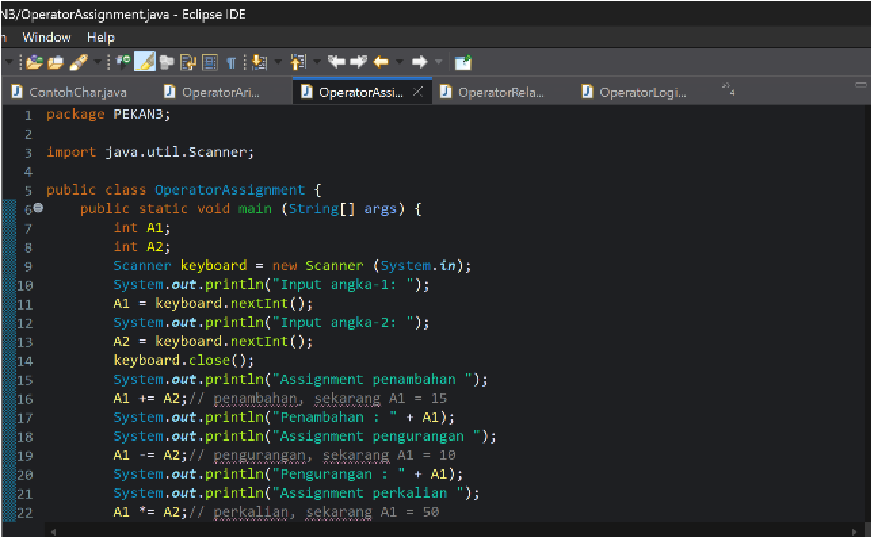 N3/OperatorAssignment.java - Eclipse IDE
Window Help
ContohChar.java OperatorAri... OperatorAssi... OperatorRela... OperatorLogi... 4
1 package PEKAN3;
2
3 import java.util.Scanner;
4
5 public class OperatorAssignment {
6 public static void main (String[] args) {
7 int A1;
8 int A2;
9 Scanner keyboard = new Scanner (System.in);
10 System.out.println("Input angka-1: ");
11 A1 = keyboard.nextInt();
12 System.out.println("Input angka-2: ");
13 A2 = keyboard.nextInt();
14 keyboard.close();
15 System.out.println("Assignment penambahan ");
16 A1 += A2;// penambahan, sekarang A1 = 15
17 System.out.println("Penambahan : " + A1);
18 System.out.println("Assignment pengurangan ");
19 A1 -= A2;// pengurangan, sekarang A1 = 10
20 System.out.println("Pengurangan : " + A1);
21 System.out.println("Assignment perkalian ");
22 A1 *= A2;// perkalian, sekarang A1 = 50